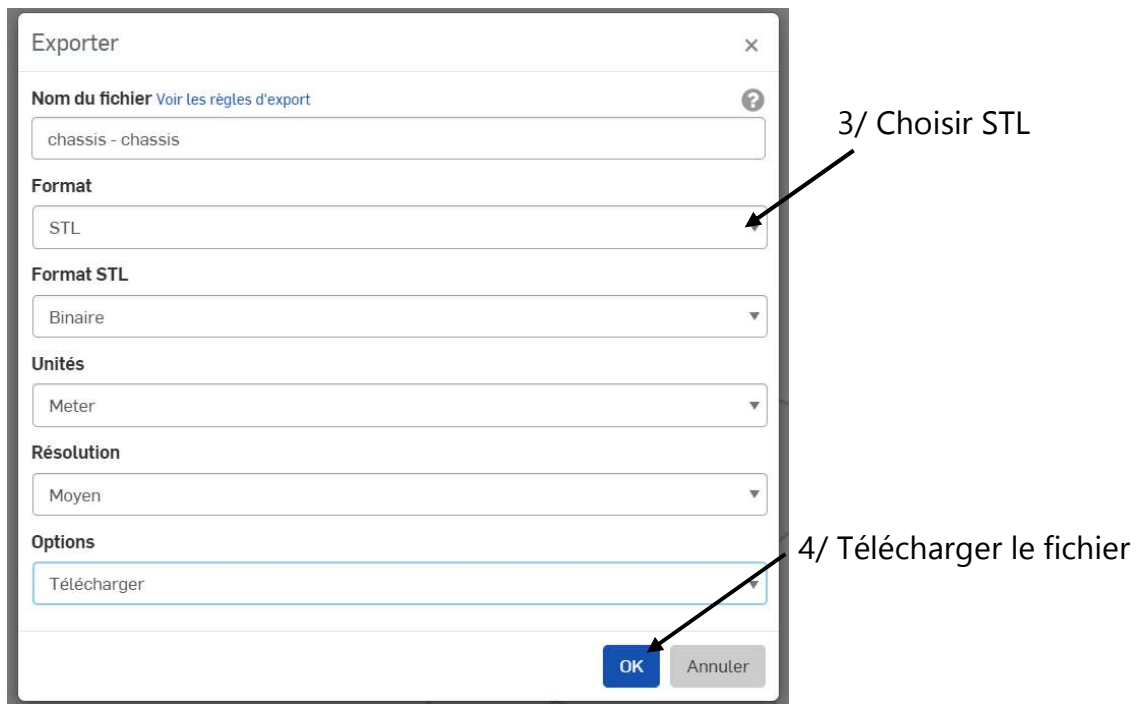 Exporter ×
Nom du fichier Voir les règles d'export ?
chassis - chassis
3/ Choisir STL
Format
STL
Format STL
Binaire
Unités
Meter
Résolution
Moyen
Options
4/ Télécharger le fichier
Télécharger
OK Annuler